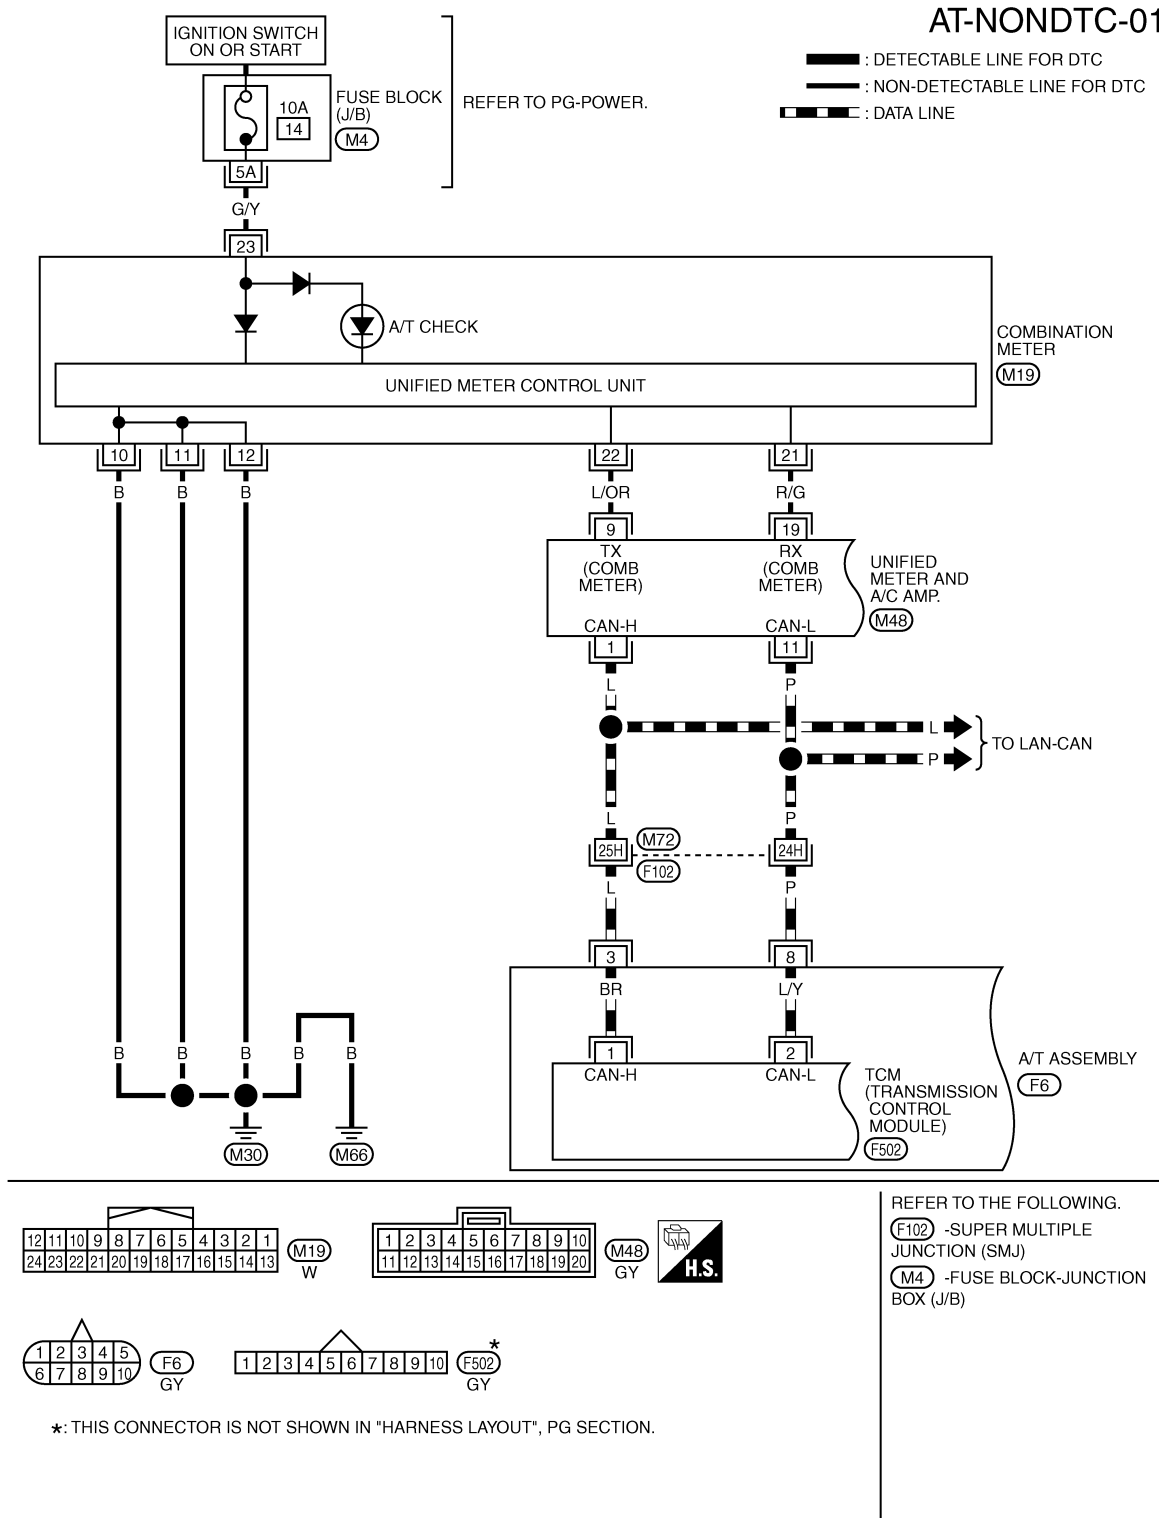 AT-NONDTC-01
IGNITION SWITCH
ON OR START
: DETECTABLE LINE FOR DTC
: NON-DETECTABLE LINE FOR DTC
: DATA LINE
10A
14
FUSE BLOCK
(J/B)
M4
REFER TO PG-POWER.
5A
G/Y
23
A/T CHECK
COMBINATION
METER
M19
UNIFIED METER CONTROL UNIT
10 11 12 22 21
B B B L/OR R/G
9 19
TX
(COMB
METER)
RX
(COMB
METER)
UNIFIED
METER AND
A/C AMP.
M48
CAN-H CAN-L
1 11
L P
L
P
TO LAN-CAN
L P
25H
M72
F102
24H
L P
3 8
BR L/Y
1 2
CAN-H CAN-L
A/T ASSEMBLY
F6
TCM
(TRANSMISSION
CONTROL
MODULE)
F502
B B B B B
M30 M66
12 11 10 9 8 7 6 5 4 3 2 1
24 23 22 21 20 19 18 17 16 15 14 13
M19
W
1 2 3 4 5 6 7 8 9 10
11 12 13 14 15 16 17 18 19 20
M48
GY
H.S.
1 2 3 4 5
6 7 8 9 10
F6
GY
1 2 3 4 5 6 7 8 9 10
*
F502
GY
*: THIS CONNECTOR IS NOT SHOWN IN "HARNESS LAYOUT", PG SECTION.
REFER TO THE FOLLOWING.
F102 -SUPER MULTIPLE
JUNCTION (SMJ)
M4 -FUSE BLOCK-JUNCTION
BOX (J/B)